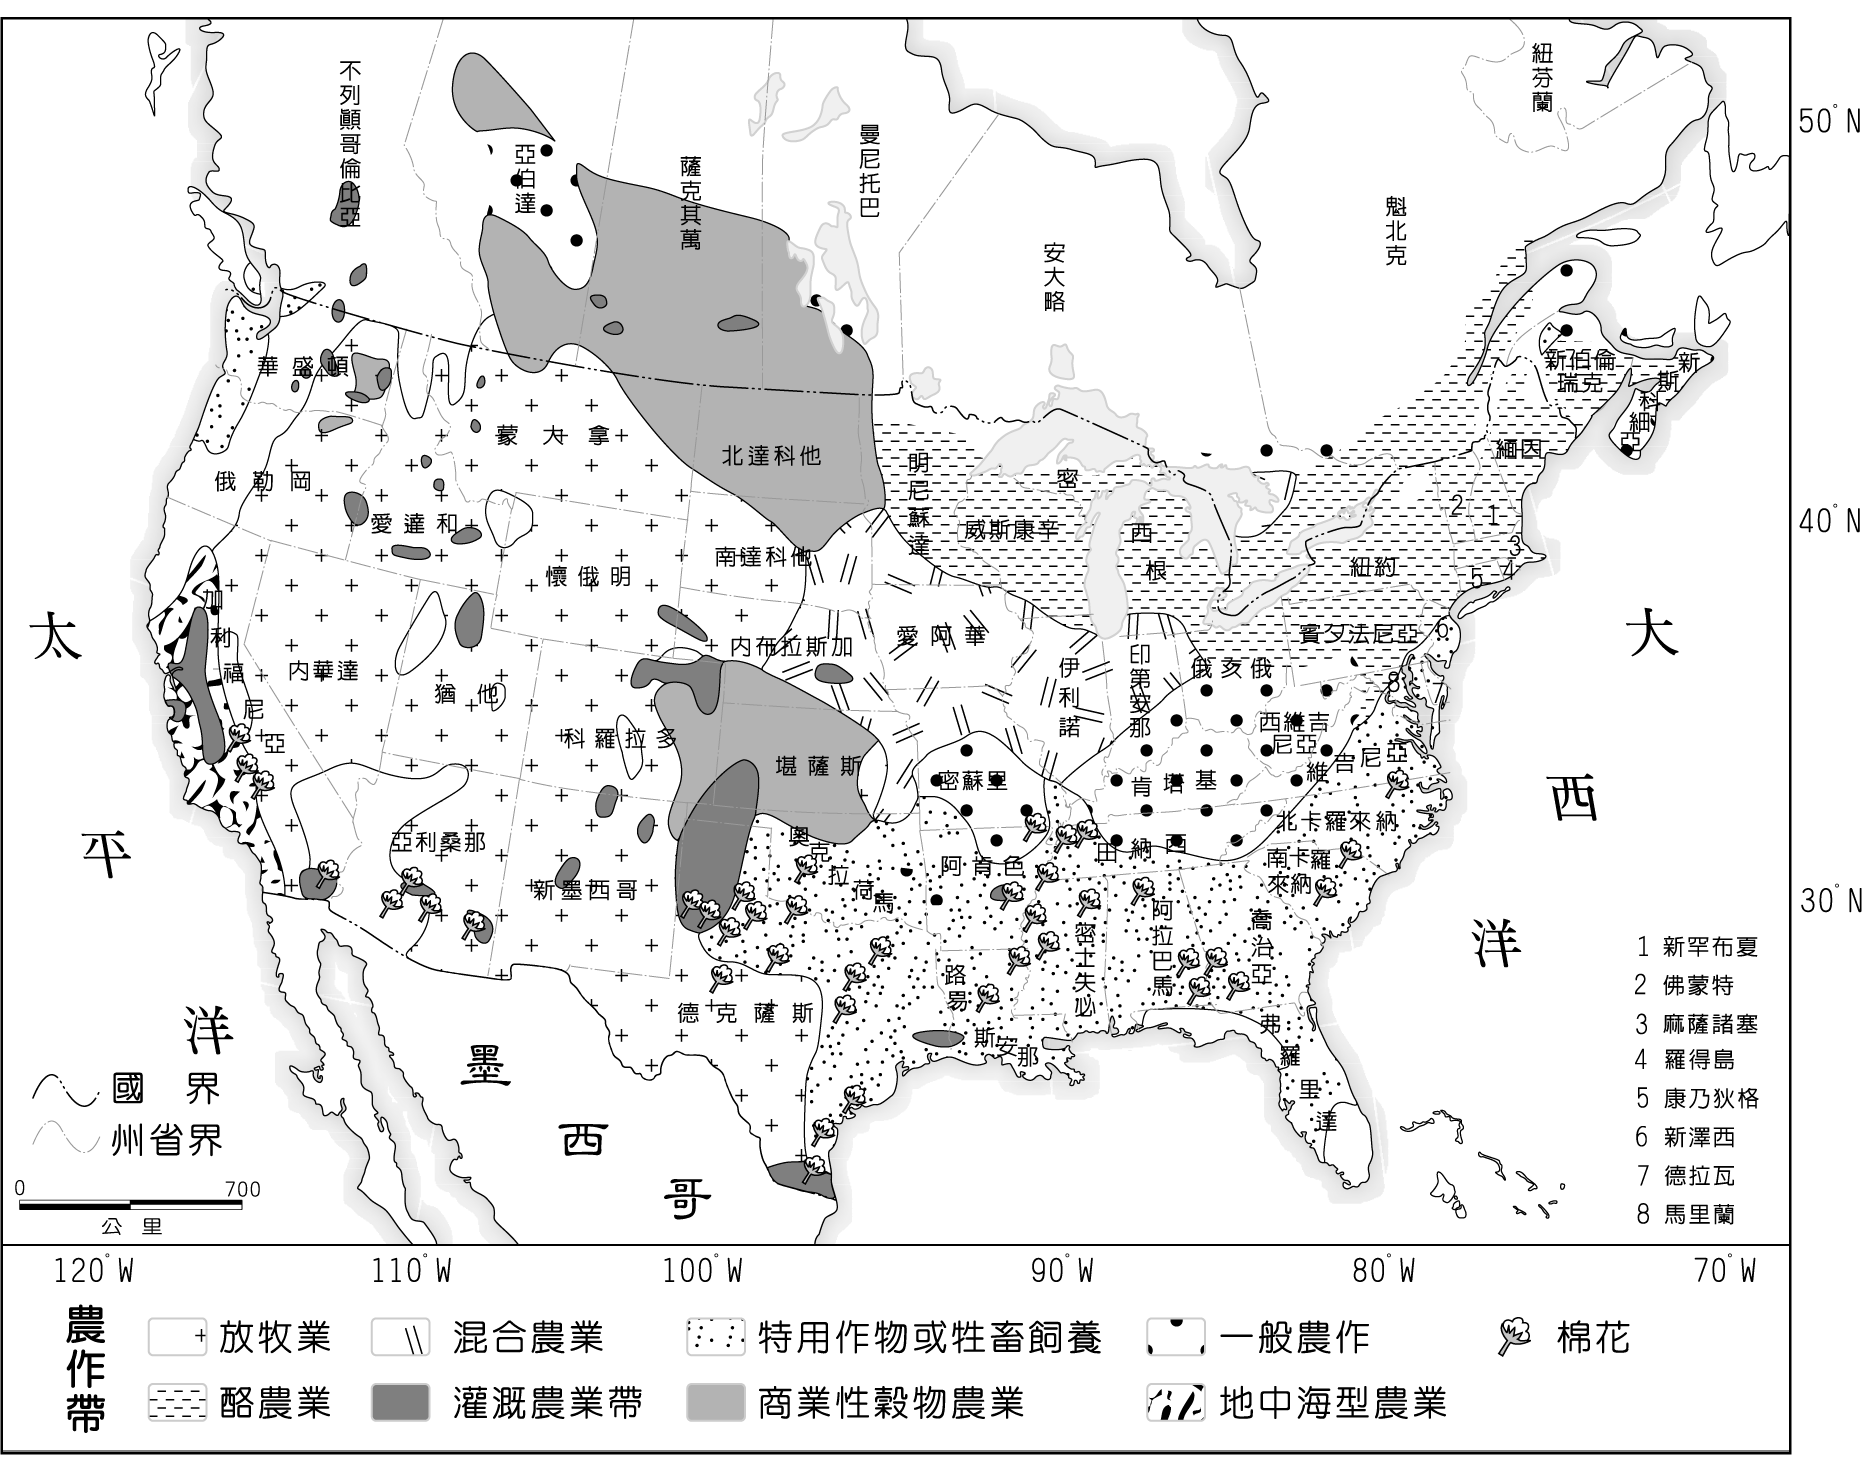 不列顛哥倫比亞
亞伯達
薩克其萬
曼尼托巴
安大略
魁北克
紐芬蘭
50°N
40°N
30°N
華盛頓
蒙大拿
北達科他
明尼蘇達
密西根
威斯康辛
新伯倫瑞克
新斯科細亞
緬因
俄勒岡
愛達和
懷俄明
南達科他
紐約
2
1
3
4
5
6
7
8
加利福尼亞
內華達
猶他
內布拉斯加
愛阿華
伊利諾
印第安那
俄亥俄
賓夕法尼亞
科羅拉多
堪薩斯
密蘇里
肯塔基
西維吉尼亞
維吉尼亞
亞利桑那
新墨西哥
奧克拉荷馬
阿肯色
田納西
北卡羅來納
南卡羅來納
德克薩斯
路易斯安那
密士失必
阿拉巴馬
喬治亞
弗羅里達
太平洋
大西洋
墨西哥
國界
州省界
0 700
公里
1 新罕布夏
2 佛蒙特
3 麻薩諸塞
4 羅得島
5 康乃狄格
6 新澤西
7 德拉瓦
8 馬里蘭
120°W 110°W 100°W 90°W 80°W 70°W
農作帶
放牧業 混合農業 特用作物或牲畜飼養 一般農作 棉花
酪農業 灌溉農業帶 商業性穀物農業 地中海型農業